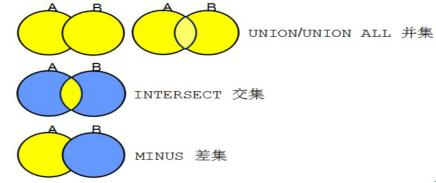 A B A B
UNION/UNION ALL 并集
A B
INTERSECT 交集
A B
MINUS 差集